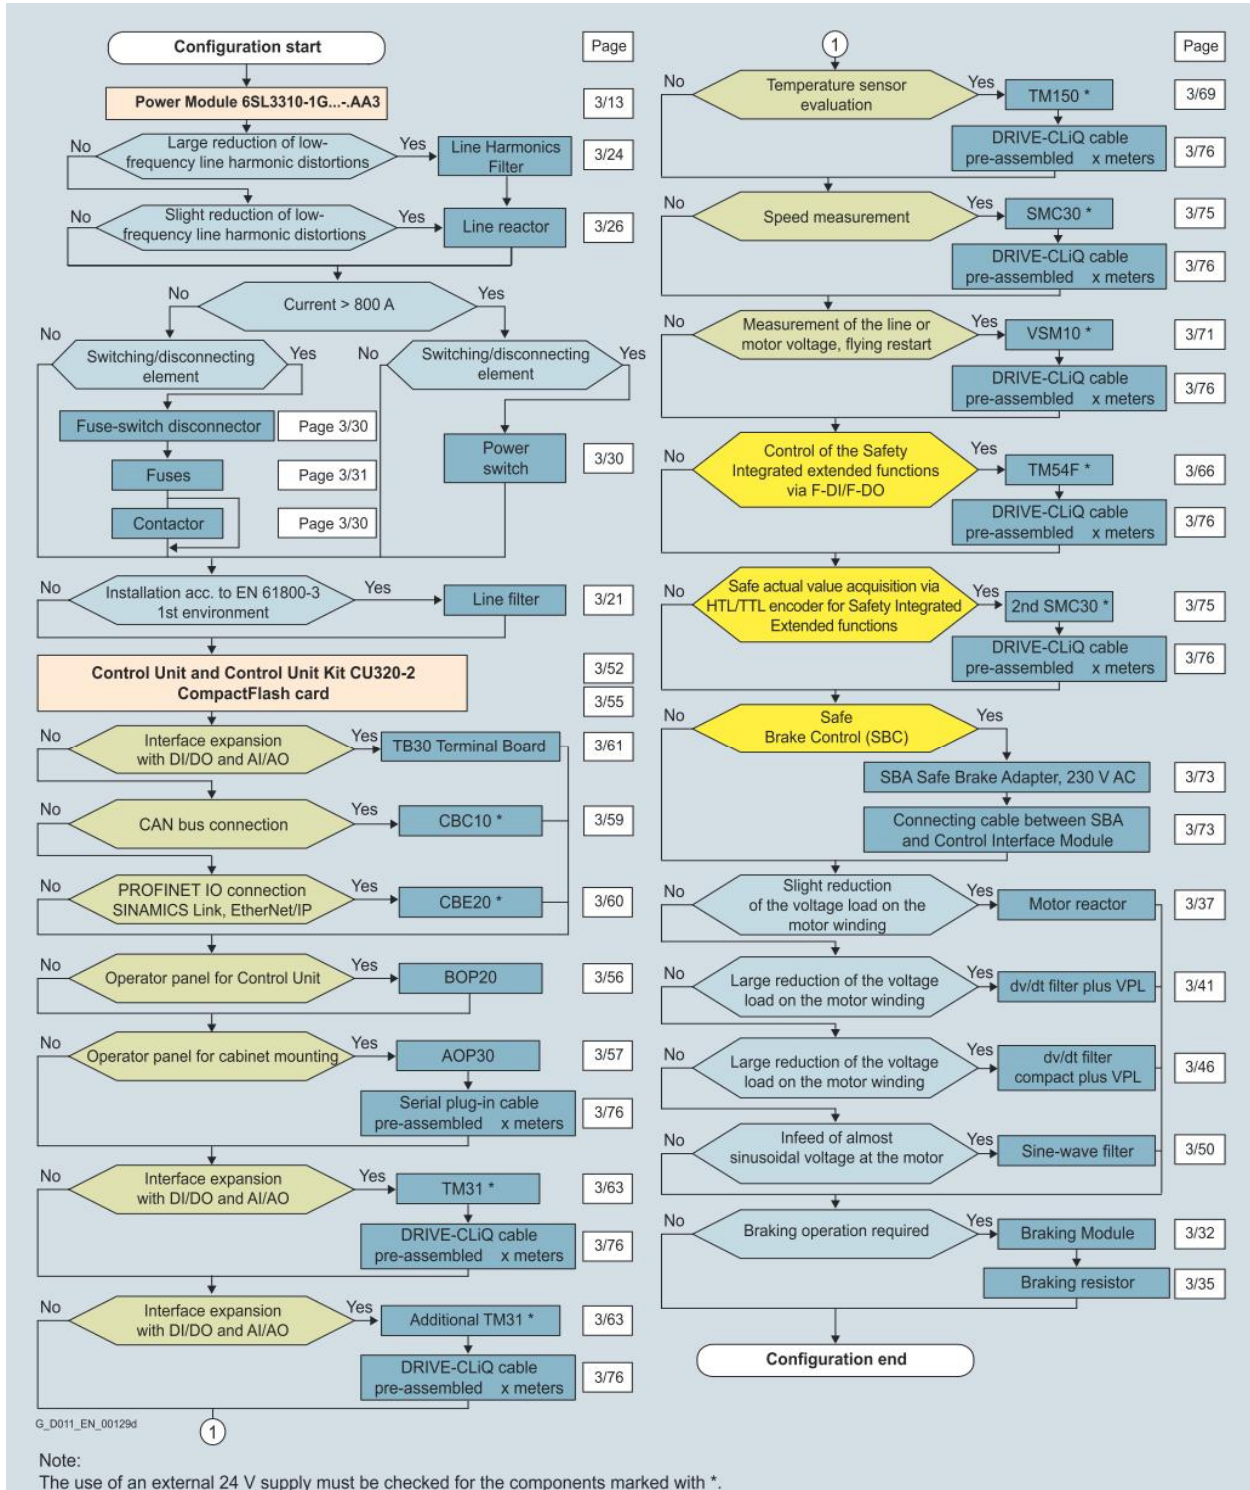 Configuration start
Page
Power Module 6SL3310-1G...-.AA3
3/13
No
Large reduction of low-
frequency line harmonic distortions
Yes
Line Harmonics
Filter
3/24
No
Slight reduction of low-
frequency line harmonic distortions
Yes
Line reactor
3/26
No
Current > 800 A
Yes
No
Switching/disconnecting
element
Yes
No
Switching/disconnecting
element
Yes
Fuse-switch disconnector
Page 3/30
Power
switch
3/30
Fuses
Page 3/31
Contactor
Page 3/30
No
Installation acc. to EN 61800-3
1st environment
Yes
Line filter
3/21
Control Unit and Control Unit Kit CU320-2
CompactFlash card
3/52
3/55
No
Interface expansion
with DI/DO and AI/AO
Yes
TB30 Terminal Board
3/61
No
CAN bus connection
Yes
CBC10 *
3/59
No
PROFINET IO connection
SINAMICS Link, EtherNet/IP
Yes
CBE20 *
3/60
No
Operator panel for Control Unit
Yes
BOP20
3/56
No
Operator panel for cabinet mounting
Yes
AOP30
3/57
Serial plug-in cable
pre-assembled x meters
3/76
No
Interface expansion
with DI/DO and AI/AO
Yes
TM31 *
3/63
DRIVE-CLiQ cable
pre-assembled x meters
3/76
No
Interface expansion
with DI/DO and AI/AO
Yes
Additional TM31 *
3/63
DRIVE-CLiQ cable
pre-assembled x meters
3/76
G_D011_EN_00129d
1
1
Page
No
Temperature sensor
evaluation
Yes
TM150 *
3/69
DRIVE-CLiQ cable
pre-assembled x meters
3/76
No
Speed measurement
Yes
SMC30 *
3/75
DRIVE-CLiQ cable
pre-assembled x meters
3/76
No
Measurement of the line or
motor voltage, flying restart
Yes
VSM10 *
3/71
DRIVE-CLiQ cable
pre-assembled x meters
3/76
No
Control of the Safety
Integrated extended functions
via F-DI/F-DO
Yes
TM54F *
3/66
DRIVE-CLiQ cable
pre-assembled x meters
3/76
No
Safe actual value acquisition via
HTL/TTL encoder for Safety Integrated
Extended functions
Yes
2nd SMC30 *
3/75
DRIVE-CLiQ cable
pre-assembled x meters
3/76
No
Safe
Brake Control (SBC)
Yes
SBA Safe Brake Adapter, 230 V AC
3/73
Connecting cable between SBA
and Control Interface Module
3/73
No
Slight reduction
of the voltage load on the
motor winding
Yes
Motor reactor
3/37
No
Large reduction of the voltage
load on the motor winding
Yes
dv/dt filter plus VPL
3/41
No
Large reduction of the voltage
load on the motor winding
Yes
dv/dt filter
compact plus VPL
3/46
No
Infeed of almost
sinusoidal voltage at the motor
Yes
Sine-wave filter
3/50
No
Braking operation required
Yes
Braking Module
3/32
Braking resistor
3/35
Configuration end
Note:
The use of an external 24 V supply must be checked for the components marked with *.